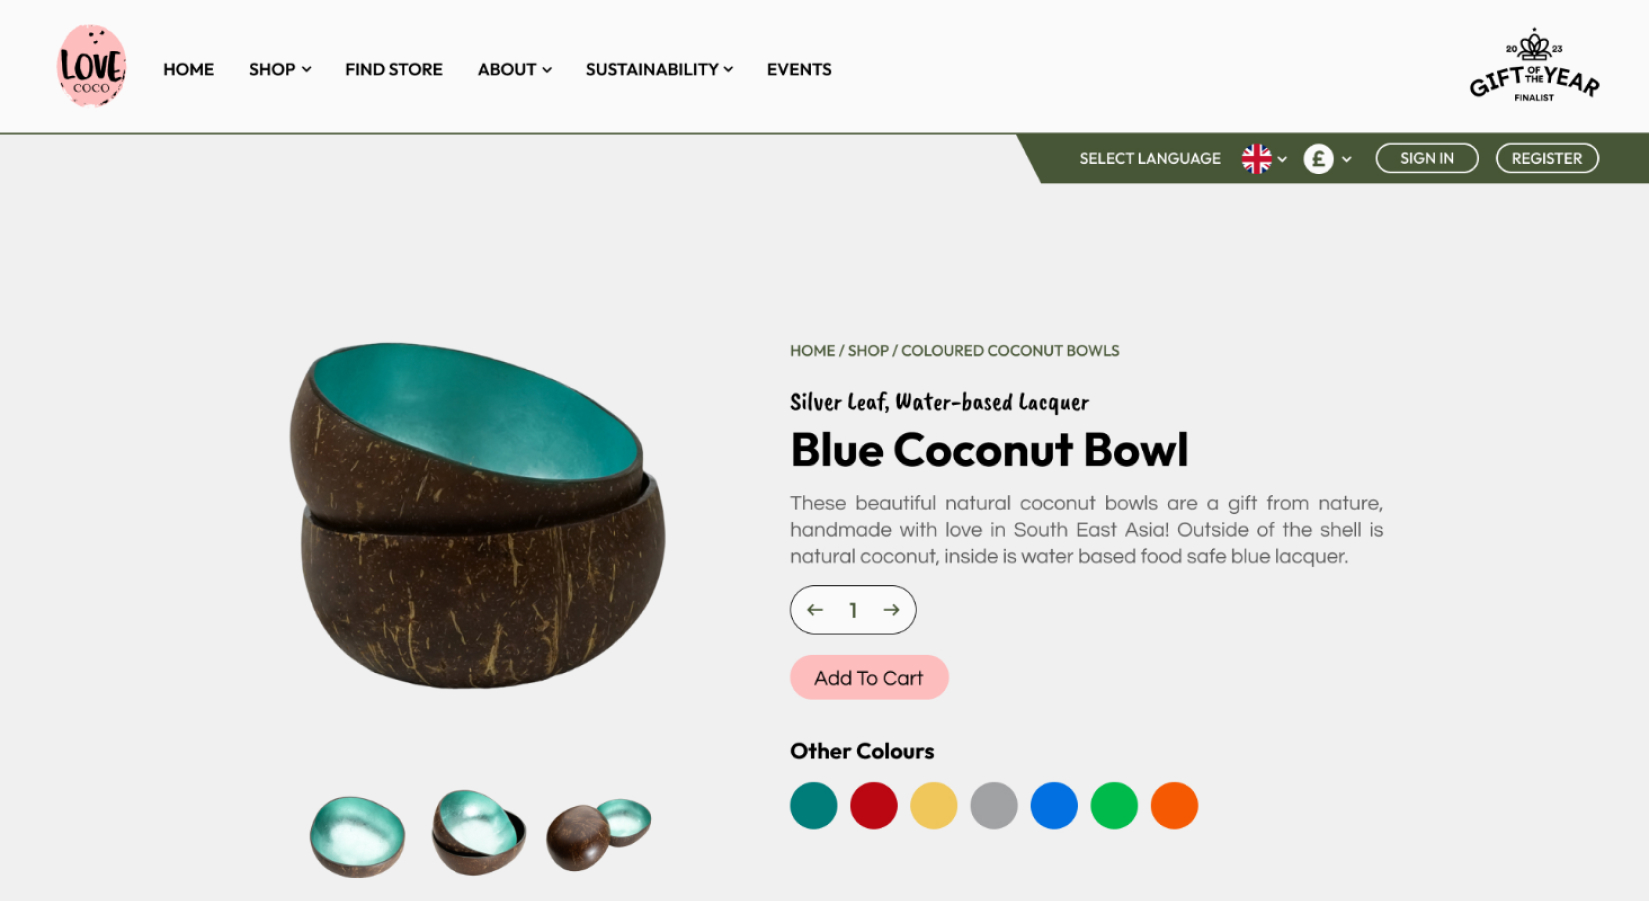 LOVE
COCO
HOME
SHOP
FIND STORE
ABOUT
SUSTAINABILITY
EVENTS
20 23
GIFT OF THE YEAR
FINALIST
SELECT LANGUAGE
£
SIGN IN
REGISTER
HOME / SHOP / COLOURED COCONUT BOWLS
Silver Leaf, Water-based Lacquer
Blue Coconut Bowl
These beautiful natural coconut bowls are a gift from nature,
handmade with love in South East Asia! Outside of the shell is
natural coconut, inside is water based food safe blue lacquer.
← 1 →
Add To Cart
Other Colours